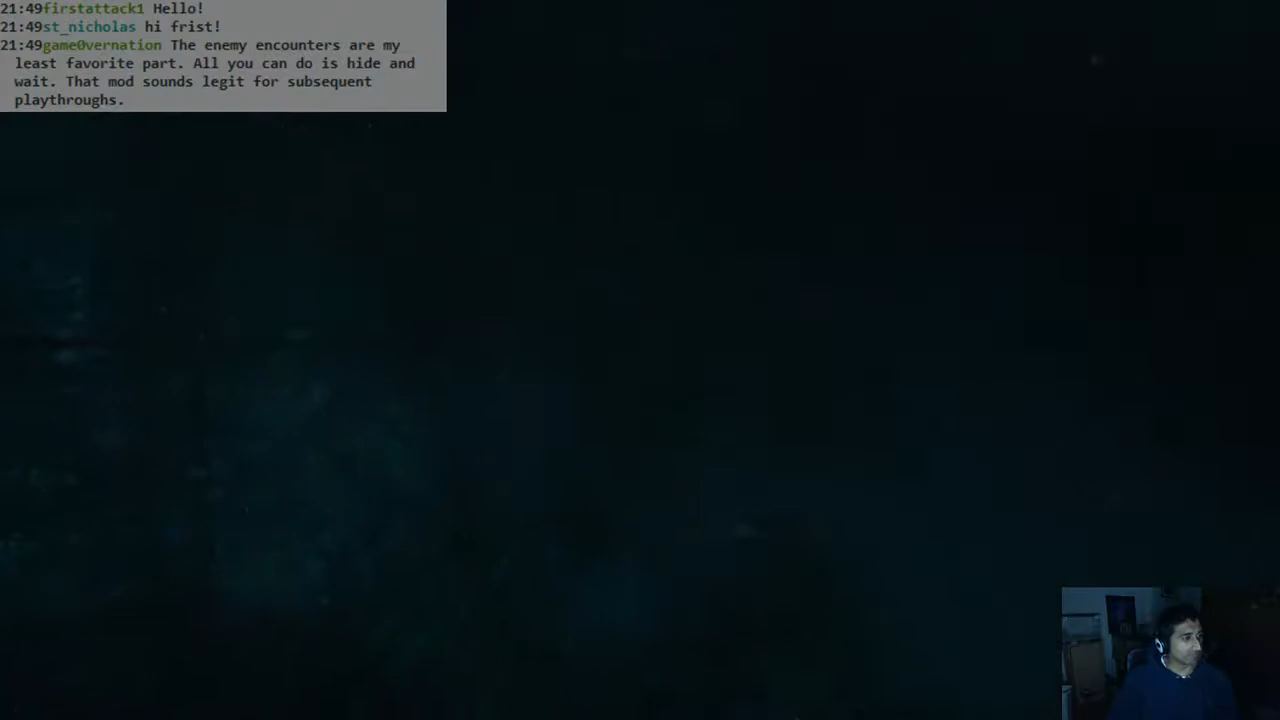 21:49firstattack1 Hello!
21:49st_nicholas hi frist!
21:49game0vernation The enemy encounters are my
least favorite part. All you can do is hide and
wait. That mod sounds legit for subsequent
playthroughs.